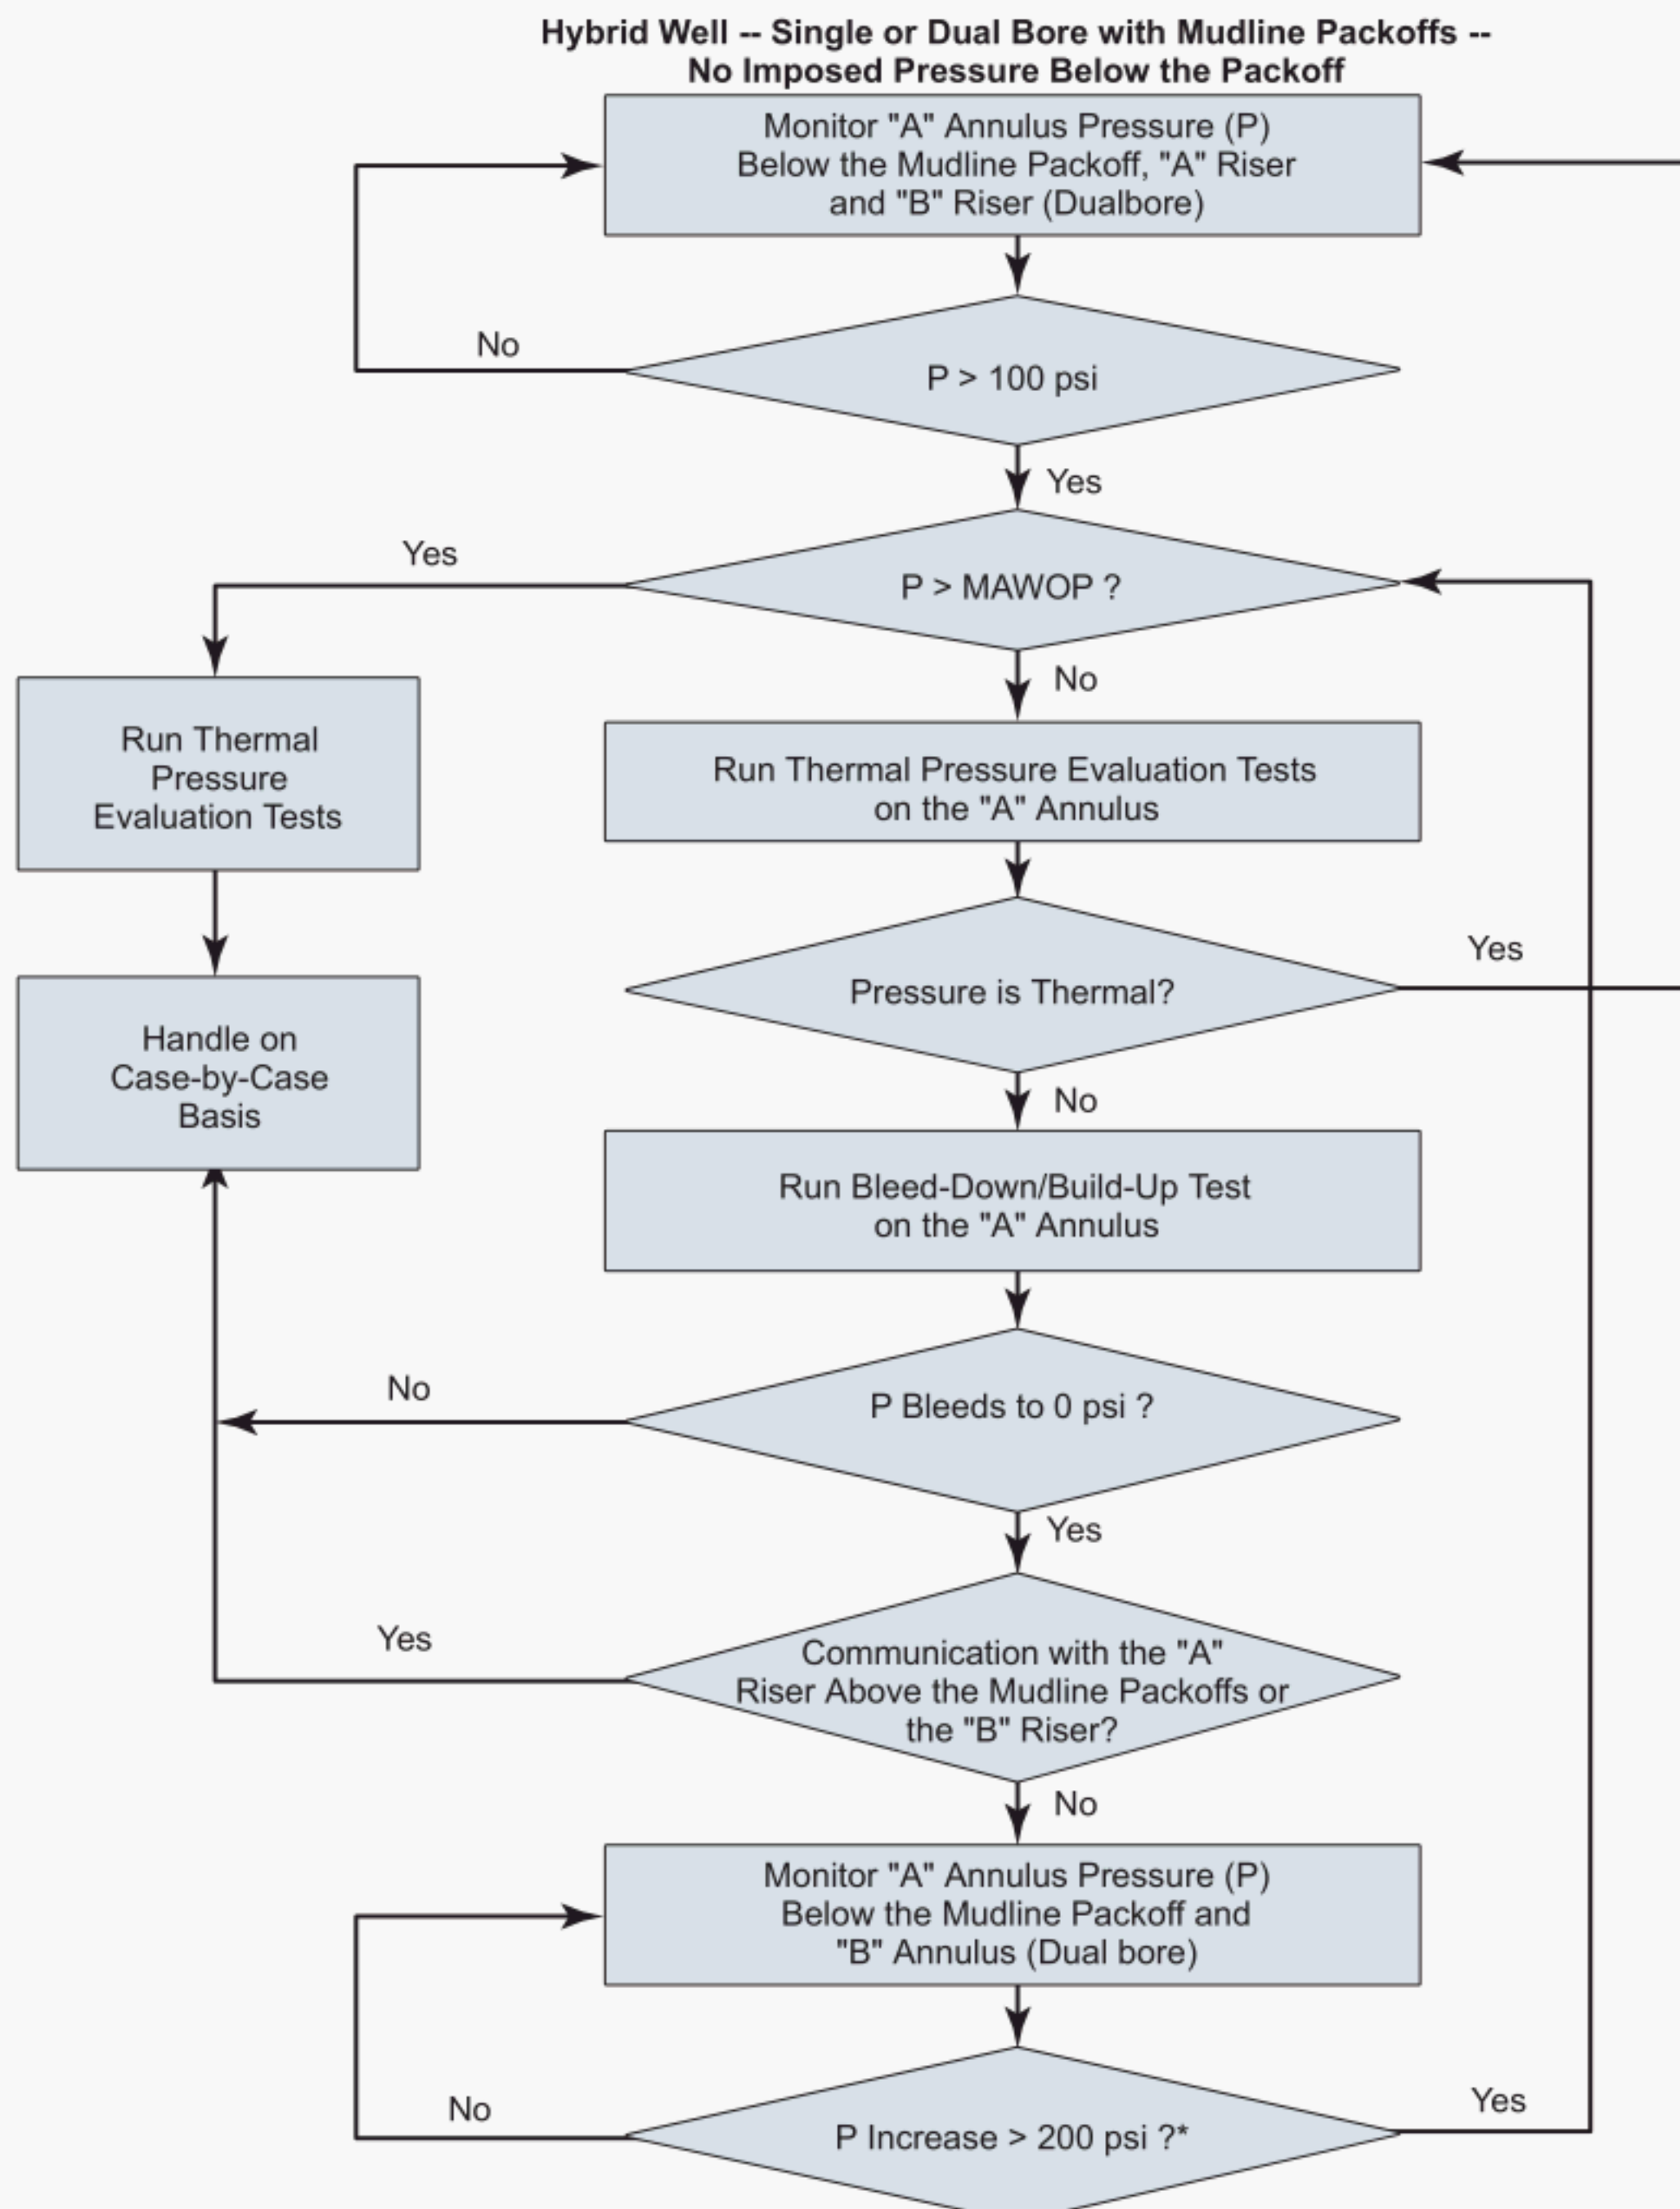 Hybrid Well -- Single or Dual Bore with Mudline Packoffs --
No Imposed Pressure Below the Packoff
Monitor "A" Annulus Pressure (P)
Below the Mudline Packoff, "A" Riser
and "B" Riser (Dualbore)
No
P > 100 psi
Yes
Yes
P > MAWOP ?
No
Run Thermal
Pressure
Evaluation Tests
Run Thermal Pressure Evaluation Tests
on the "A" Annulus
Yes
Pressure is Thermal?
Handle on
Case-by-Case
Basis
No
Run Bleed-Down/Build-Up Test
on the "A" Annulus
No
P Bleeds to 0 psi ?
Yes
Yes
Communication with the "A"
Riser Above the Mudline Packoffs or
the "B" Riser?
No
Monitor "A" Annulus Pressure (P)
Below the Mudline Packoff and
"B" Annulus (Dual bore)
No
Yes
P Increase > 200 psi ?*